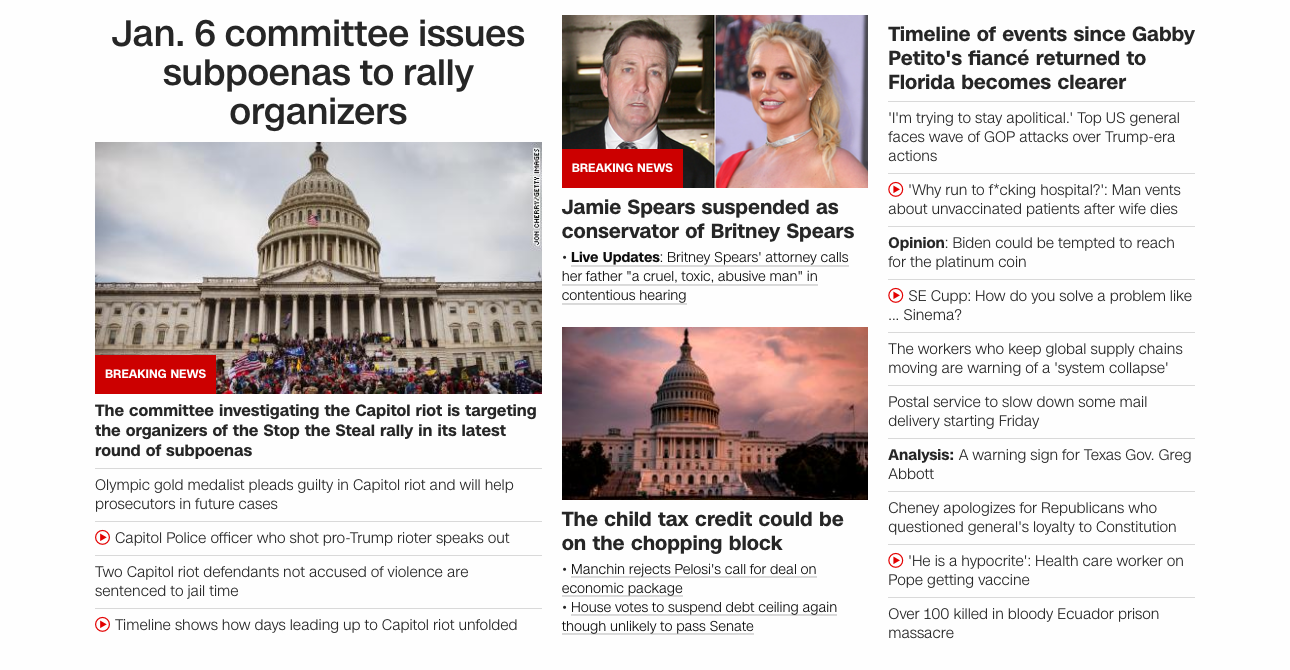 Jan. 6 committee issues
subpoenas to rally
organizers
JON CHERRY/GETTY IMAGES
BREAKING NEWS
The committee investigating the Capitol riot is targeting
the organizers of the Stop the Steal rally in its latest
round of subpoenas
Olympic gold medalist pleads guilty in Capitol riot and will help
prosecutors in future cases
Capitol Police officer who shot pro-Trump rioter speaks out
Two Capitol riot defendants not accused of violence are
sentenced to jail time
Timeline shows how days leading up to Capitol riot unfolded
BREAKING NEWS
Jamie Spears suspended as
conservator of Britney Spears
• Live Updates: Britney Spears' attorney calls
her father "a cruel, toxic, abusive man" in
contentious hearing
The child tax credit could be
on the chopping block
• Manchin rejects Pelosi's call for deal on
economic package
• House votes to suspend debt ceiling again
though unlikely to pass Senate
Timeline of events since Gabby
Petito's fiancé returned to
Florida becomes clearer
'I'm trying to stay apolitical.' Top US general
faces wave of GOP attacks over Trump-era
actions
'Why run to f*cking hospital?': Man vents
about unvaccinated patients after wife dies
Opinion: Biden could be tempted to reach
for the platinum coin
SE Cupp: How do you solve a problem like
... Sinema?
The workers who keep global supply chains
moving are warning of a 'system collapse'
Postal service to slow down some mail
delivery starting Friday
Analysis: A warning sign for Texas Gov. Greg
Abbott
Cheney apologizes for Republicans who
questioned general's loyalty to Constitution
'He is a hypocrite': Health care worker on
Pope getting vaccine
Over 100 killed in bloody Ecuador prison
massacre